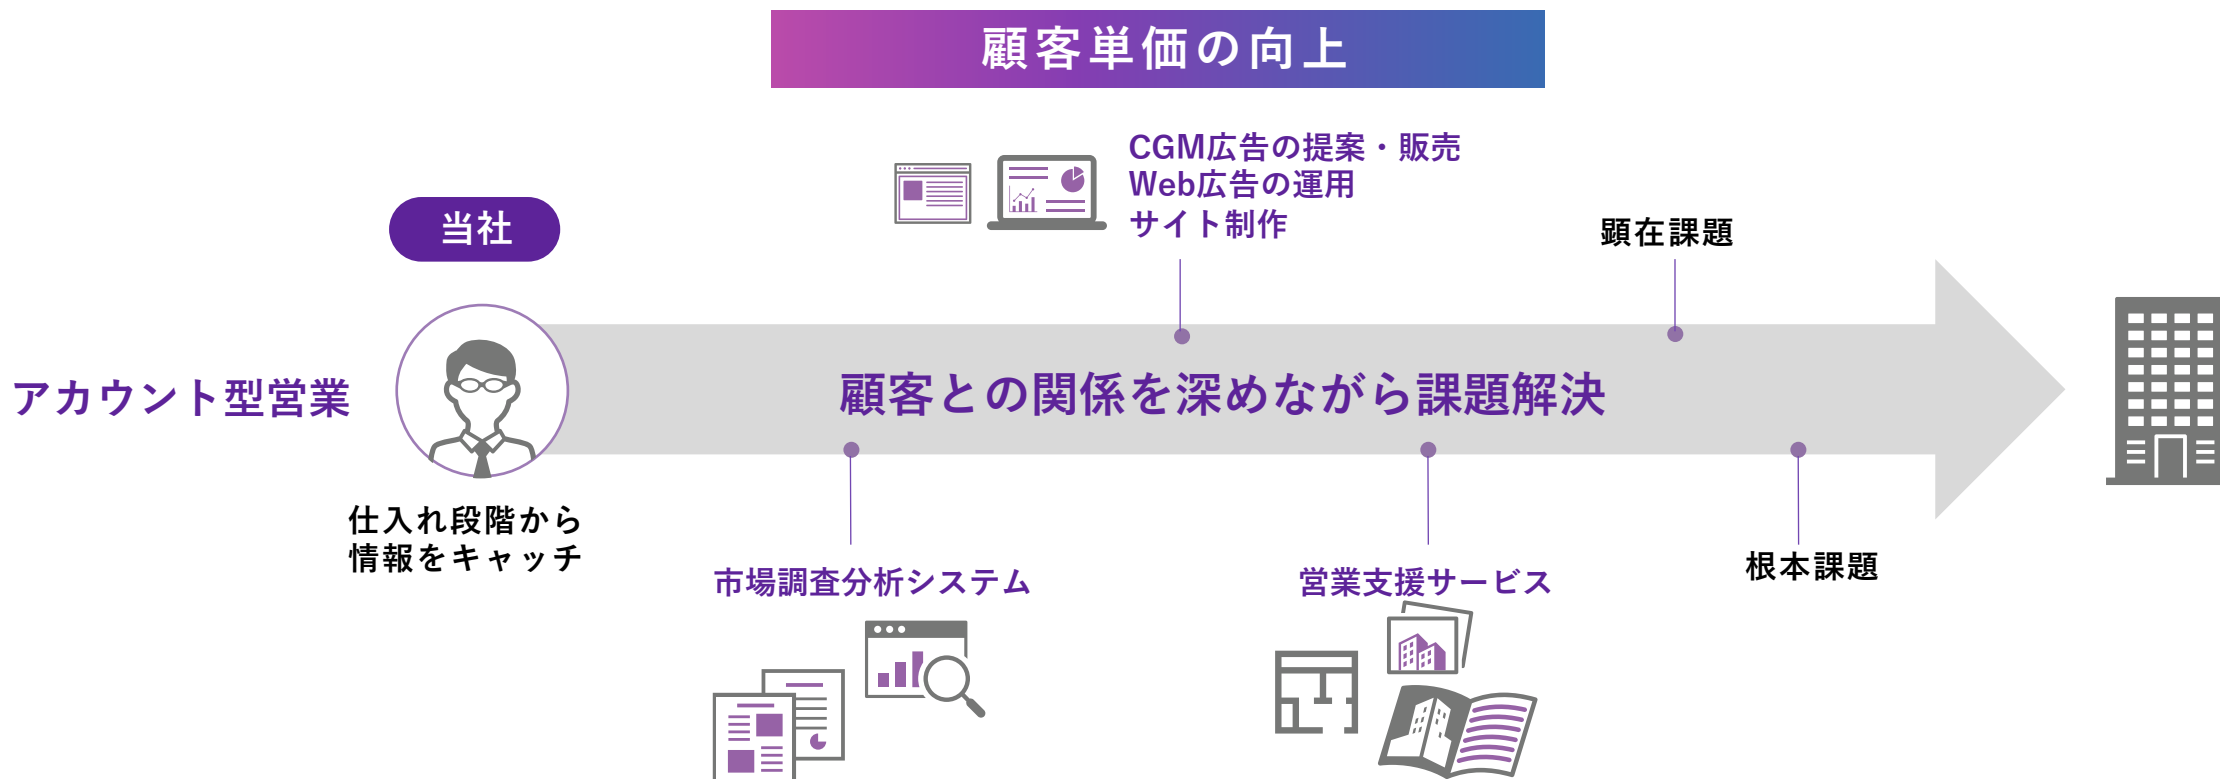 顧客単価の向上
CGM広告の提案・販売
Web広告の運用
サイト制作
当社
顕在課題
アカウント型営業
顧客との関係を深めながら課題解決
仕入れ段階から
情報をキャッチ
市場調査分析システム
営業支援サービス
根本課題